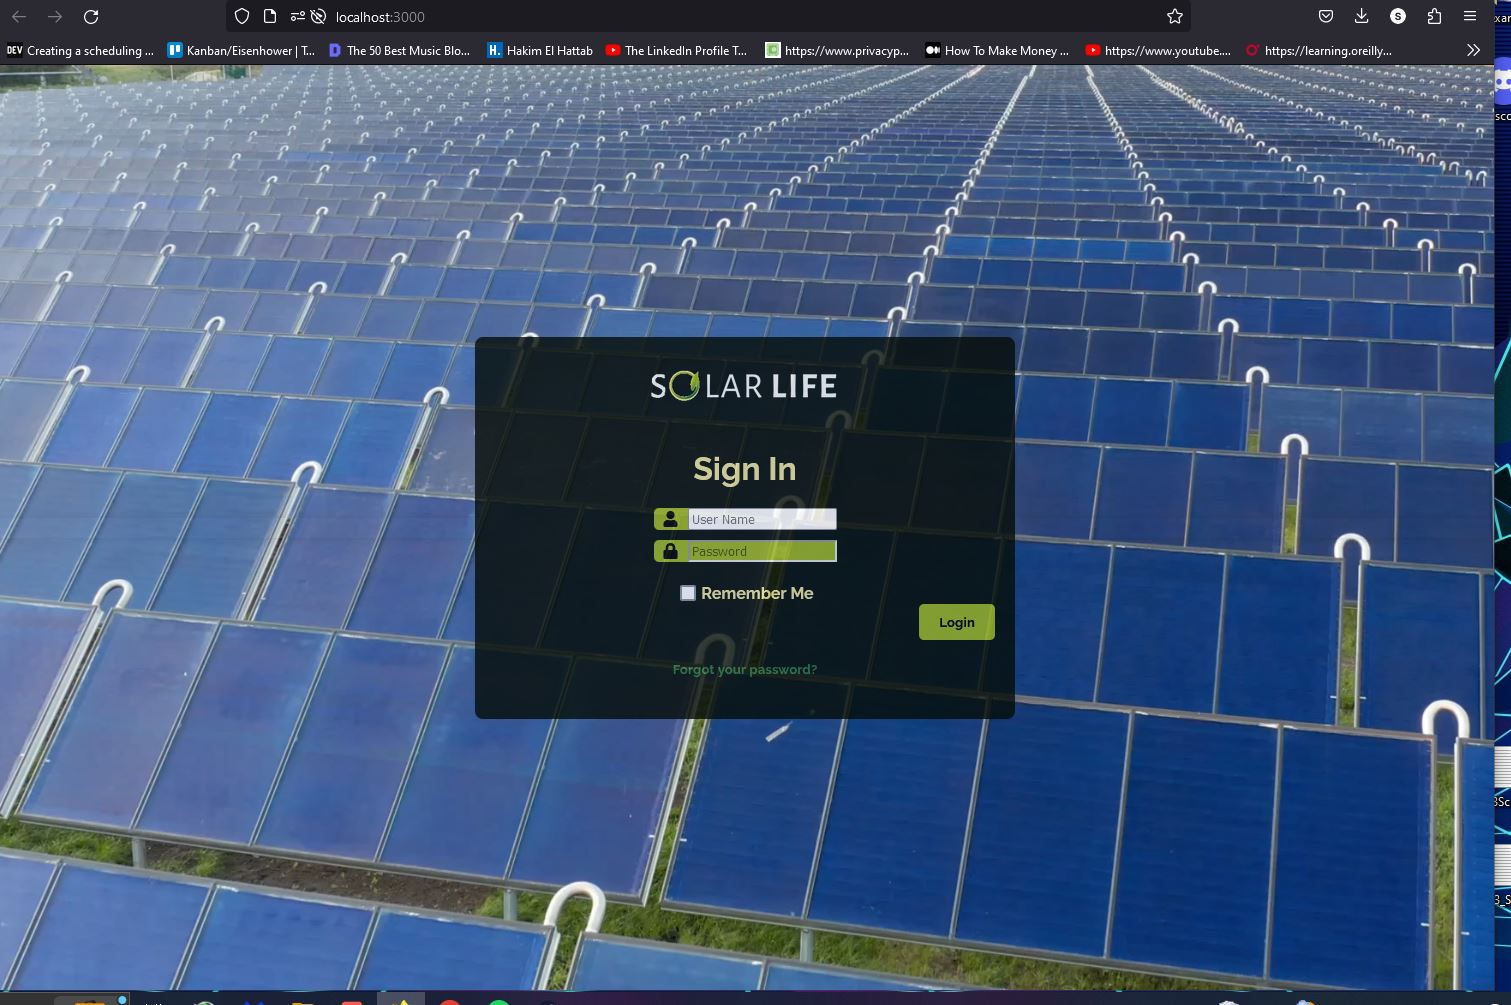 localhost:3000
S
DEV Creating a scheduling ...
Kanban/Eisenhower | T...
D The 50 Best Music Blo...
H. Hakim El Hattab
The LinkedIn Profile T...
https://www.privacyp...
How To Make Money ...
https://www.youtube....
https://learning.oreilly...
SOLAR LIFE
Sign In
User Name
Password
Remember Me
Login
Forgot your password?